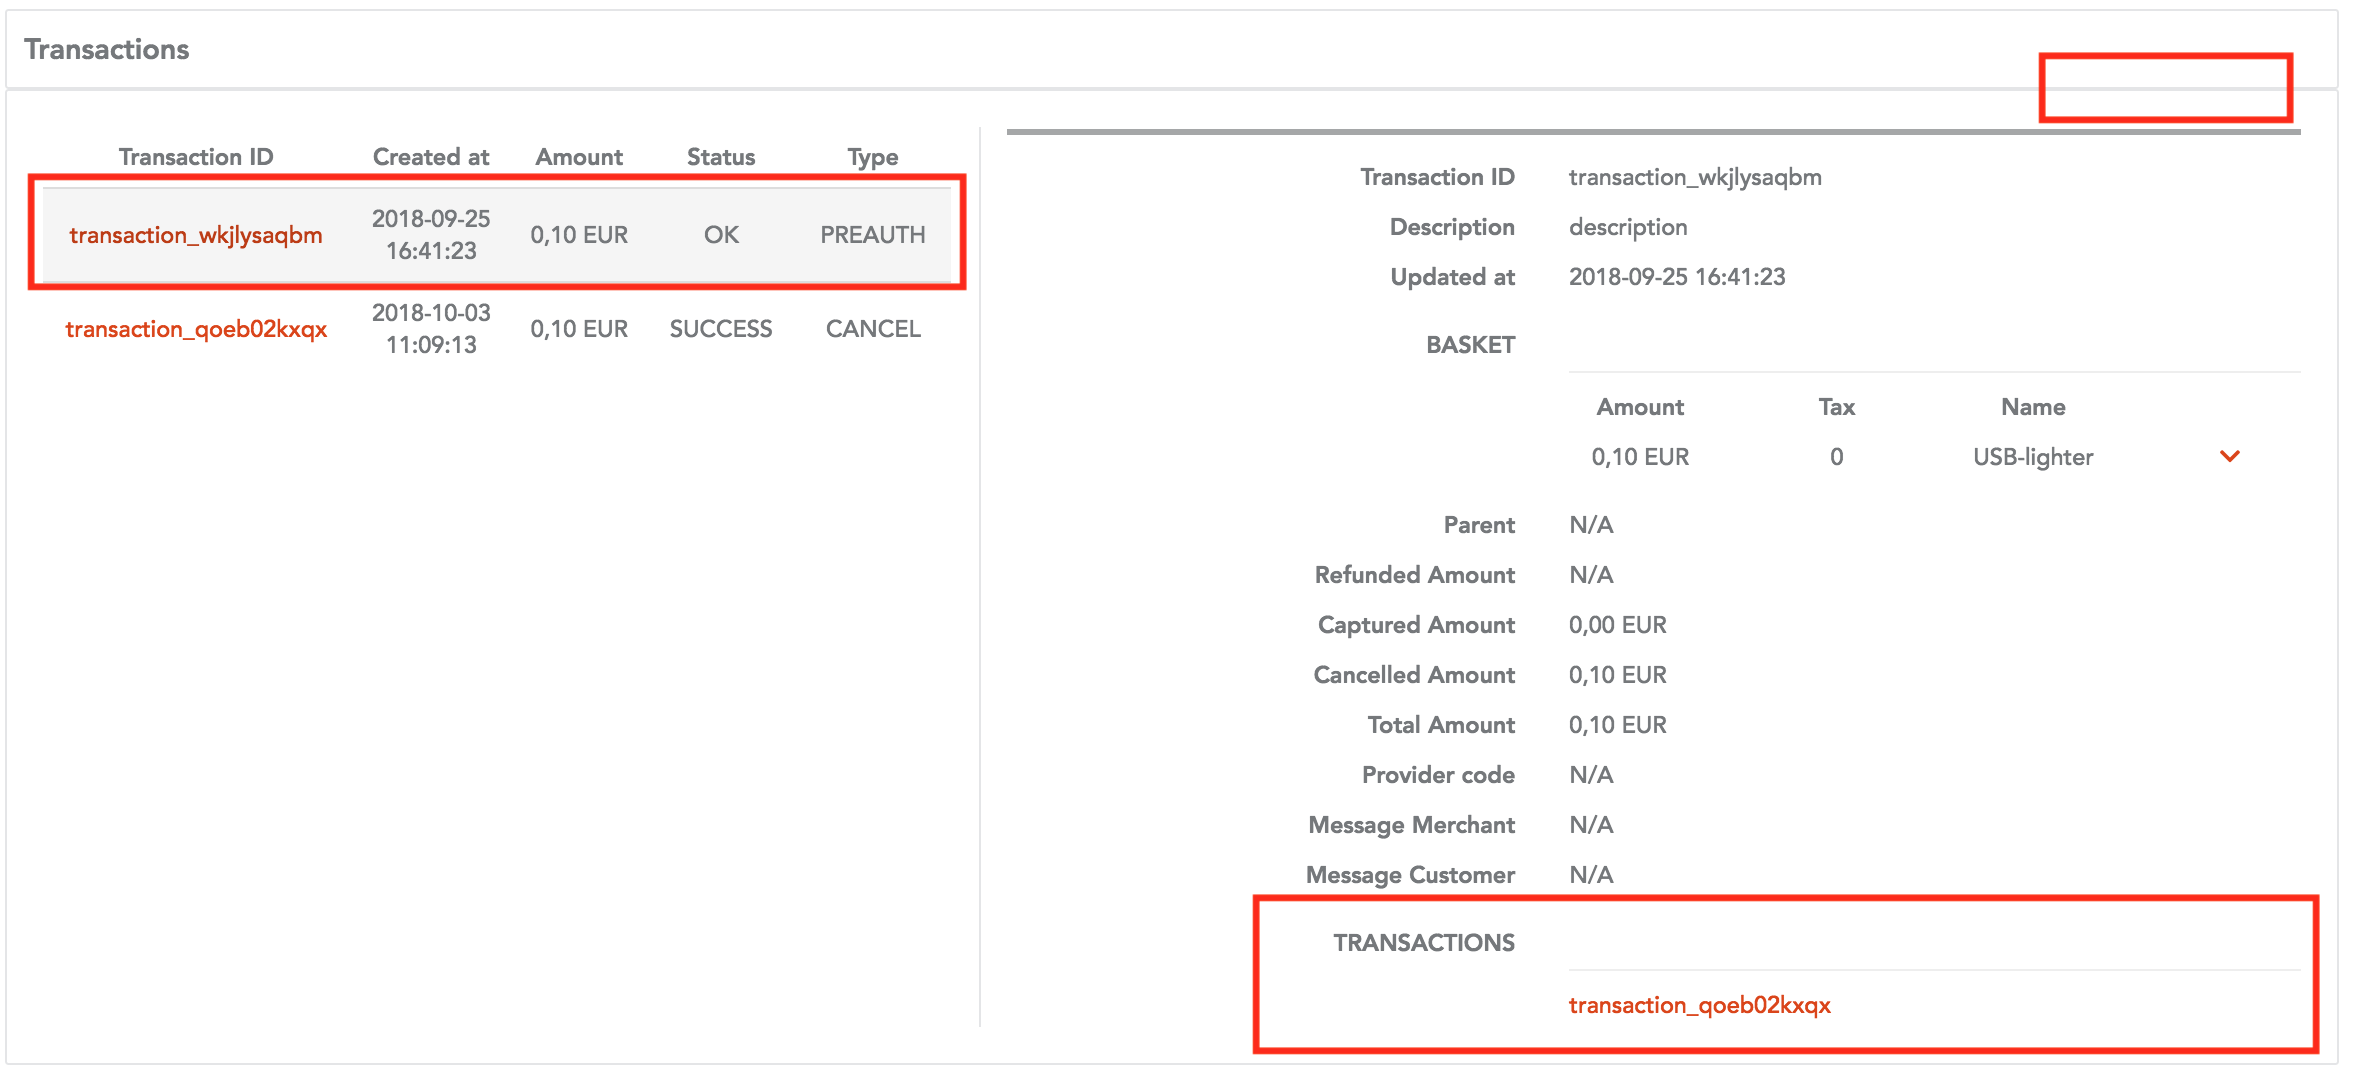 Transactions
Transaction ID Created at Amount Status Type
transaction_wkjlysaqbm 2018-09-25 16:41:23 0,10 EUR OK PREAUTH
transaction_qoeb02kxqx 2018-10-03 11:09:13 0,10 EUR SUCCESS CANCEL
Transaction ID transaction_wkjlysaqbm
Description description
Updated at 2018-09-25 16:41:23
BASKET
Amount Tax Name
0,10 EUR 0 USB-lighter
Parent N/A
Refunded Amount N/A
Captured Amount 0,00 EUR
Cancelled Amount 0,10 EUR
Total Amount 0,10 EUR
Provider code N/A
Message Merchant N/A
Message Customer N/A
TRANSACTIONS
transaction_qoeb02kxqx